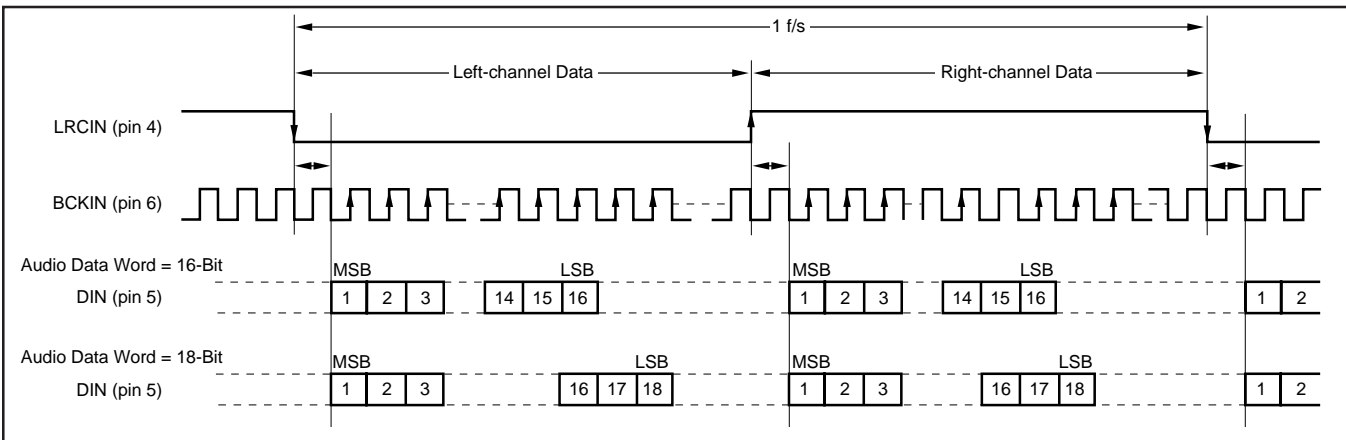 1 f/s
Left-channel Data
Right-channel Data
LRCIN (pin 4)
BCKIN (pin 6)
Audio Data Word = 16-Bit
MSB LSB MSB LSB
DIN (pin 5) 1 2 3 14 15 16 1 2 3 14 15 16 1 2
Audio Data Word = 18-Bit
MSB LSB MSB LSB
DIN (pin 5) 1 2 3 16 17 18 1 2 3 16 17 18 1 2